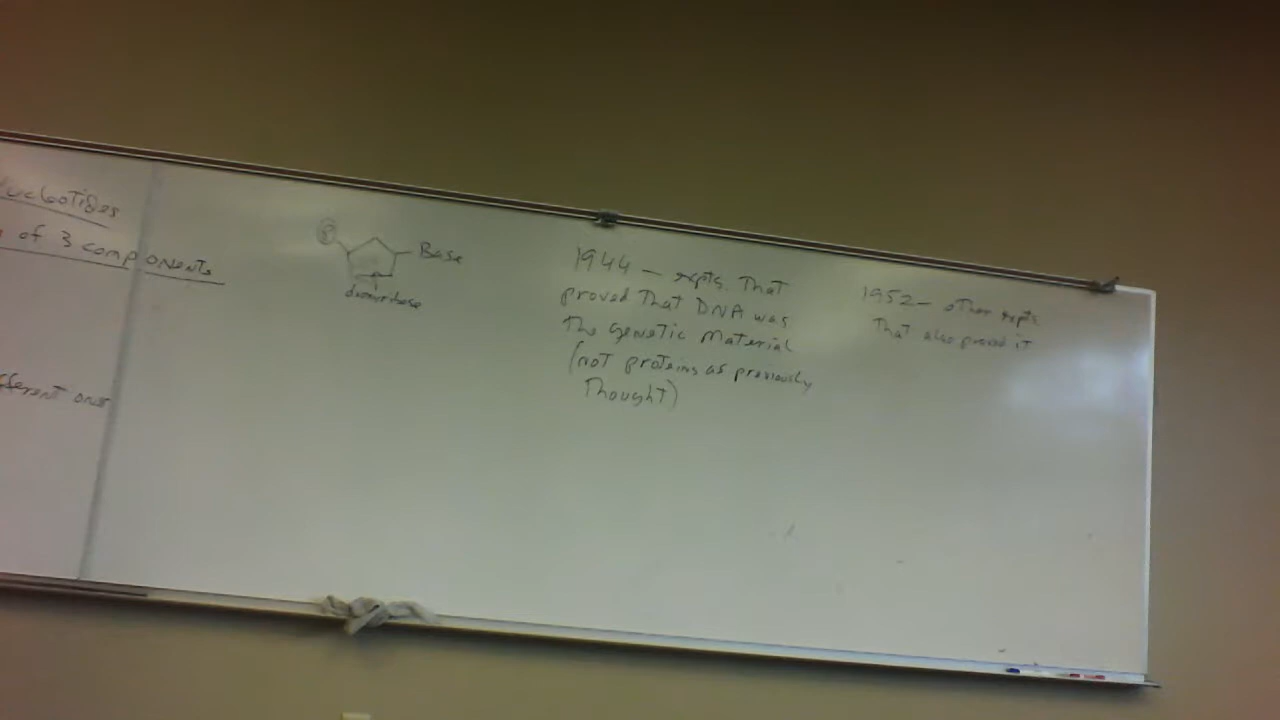 Nucleotides
of 3 components
fferent ones
P
Base
deoxyribose
1944 - expts. That
proved That DNA was
The genetic Material
(not proteins as previously
Thought)
1952 - other expts
That also proved it